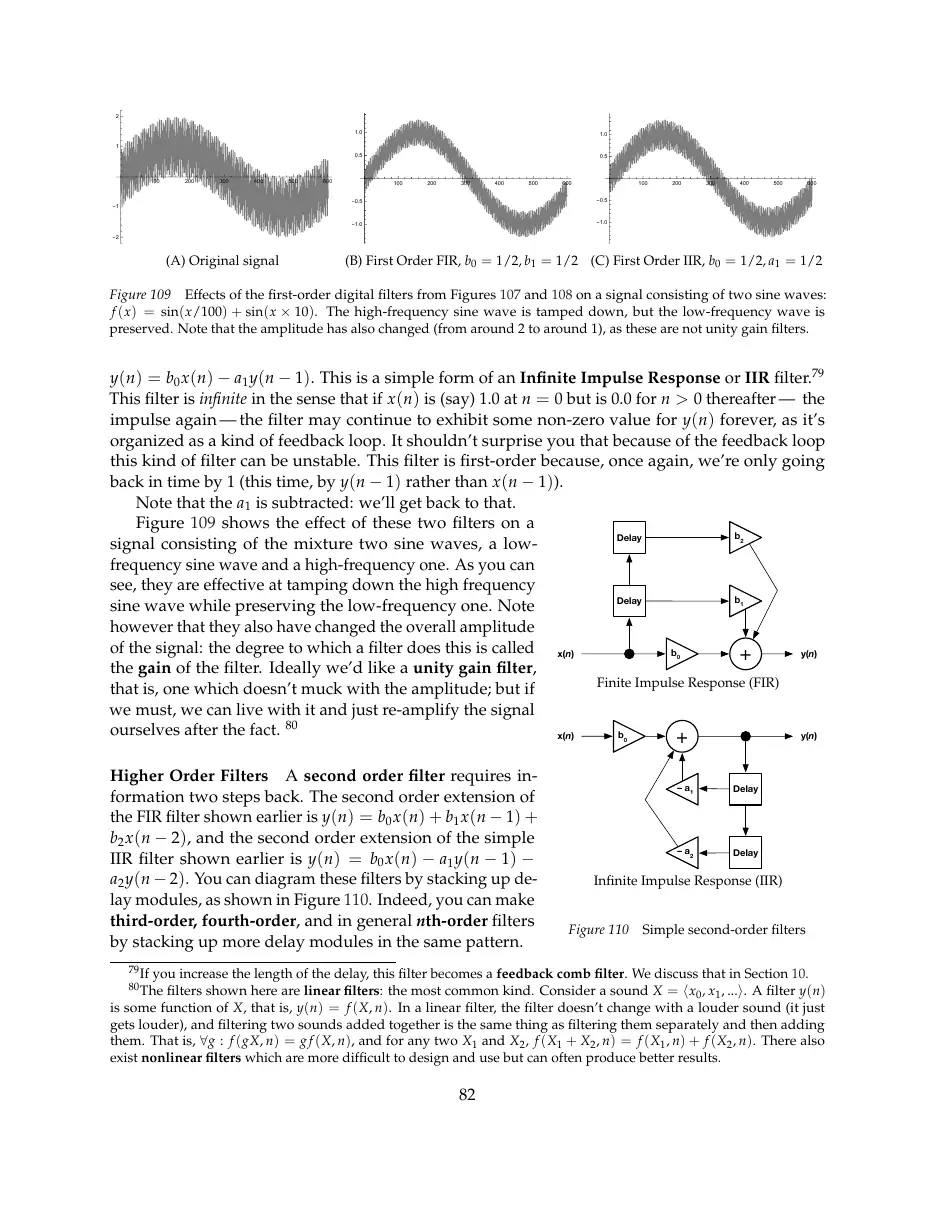 2
1
-1
-2
100 200 300 400 500 600
1.0
0.5
-0.5
-1.0
100 200 300 400 500 600
1.0
0.5
-0.5
-1.0
100 200 300 400 500 600
(A) Original signal
(B) First Order FIR, b₀ = 1/2, b₁ = 1/2
(C) First Order IIR, b₀ = 1/2, a₁ = 1/2
Figure 109 Effects of the first-order digital filters from Figures 107 and 108 on a signal consisting of two sine waves:
f(x) = sin(x/100) + sin(x × 10). The high-frequency sine wave is tamped down, but the low-frequency wave is
preserved. Note that the amplitude has also changed (from around 2 to around 1), as these are not unity gain filters.
y(n) = b₀x(n) − a₁y(n − 1). This is a simple form of an Infinite Impulse Response or IIR filter.⁷⁹
This filter is infinite in the sense that if x(n) is (say) 1.0 at n = 0 but is 0.0 for n > 0 thereafter — the
impulse again — the filter may continue to exhibit some non-zero value for y(n) forever, as it's
organized as a kind of feedback loop. It shouldn't surprise you that because of the feedback loop
this kind of filter can be unstable. This filter is first-order because, once again, we're only going
back in time by 1 (this time, by y(n − 1) rather than x(n − 1)).
Note that the a₁ is subtracted: we'll get back to that.
Figure 109 shows the effect of these two filters on a
signal consisting of the mixture two sine waves, a low-
frequency sine wave and a high-frequency one. As you can
see, they are effective at tamping down the high frequency
sine wave while preserving the low-frequency one. Note
however that they also have changed the overall amplitude
of the signal: the degree to which a filter does this is called
the gain of the filter. Ideally we'd like a unity gain filter,
that is, one which doesn't muck with the amplitude; but if
we must, we can live with it and just re-amplify the signal
ourselves after the fact. ⁸⁰
Higher Order Filters A second order filter requires in-
formation two steps back. The second order extension of
the FIR filter shown earlier is y(n) = b₀x(n) + b₁x(n − 1) +
b₂x(n − 2), and the second order extension of the simple
IIR filter shown earlier is y(n) = b₀x(n) − a₁y(n − 1) −
a₂y(n − 2). You can diagram these filters by stacking up de-
lay modules, as shown in Figure 110. Indeed, you can make
third-order, fourth-order, and in general nth-order filters
by stacking up more delay modules in the same pattern.
Delay b₂
Delay b₁
x(n) b₀ + y(n)
Finite Impulse Response (FIR)
x(n) b₀ + y(n)
− a₁ Delay
− a₂ Delay
Infinite Impulse Response (IIR)
Figure 110 Simple second-order filters
⁷⁹If you increase the length of the delay, this filter becomes a feedback comb filter. We discuss that in Section 10.
⁸⁰The filters shown here are linear filters: the most common kind. Consider a sound X = ⟨x₀, x₁, ...⟩. A filter y(n)
is some function of X, that is, y(n) = f(X, n). In a linear filter, the filter doesn't change with a louder sound (it just
gets louder), and filtering two sounds added together is the same thing as filtering them separately and then adding
them. That is, ∀g : f(gX, n) = gf(X, n), and for any two X₁ and X₂, f(X₁ + X₂, n) = f(X₁, n) + f(X₂, n). There also
exist nonlinear filters which are more difficult to design and use but can often produce better results.
82